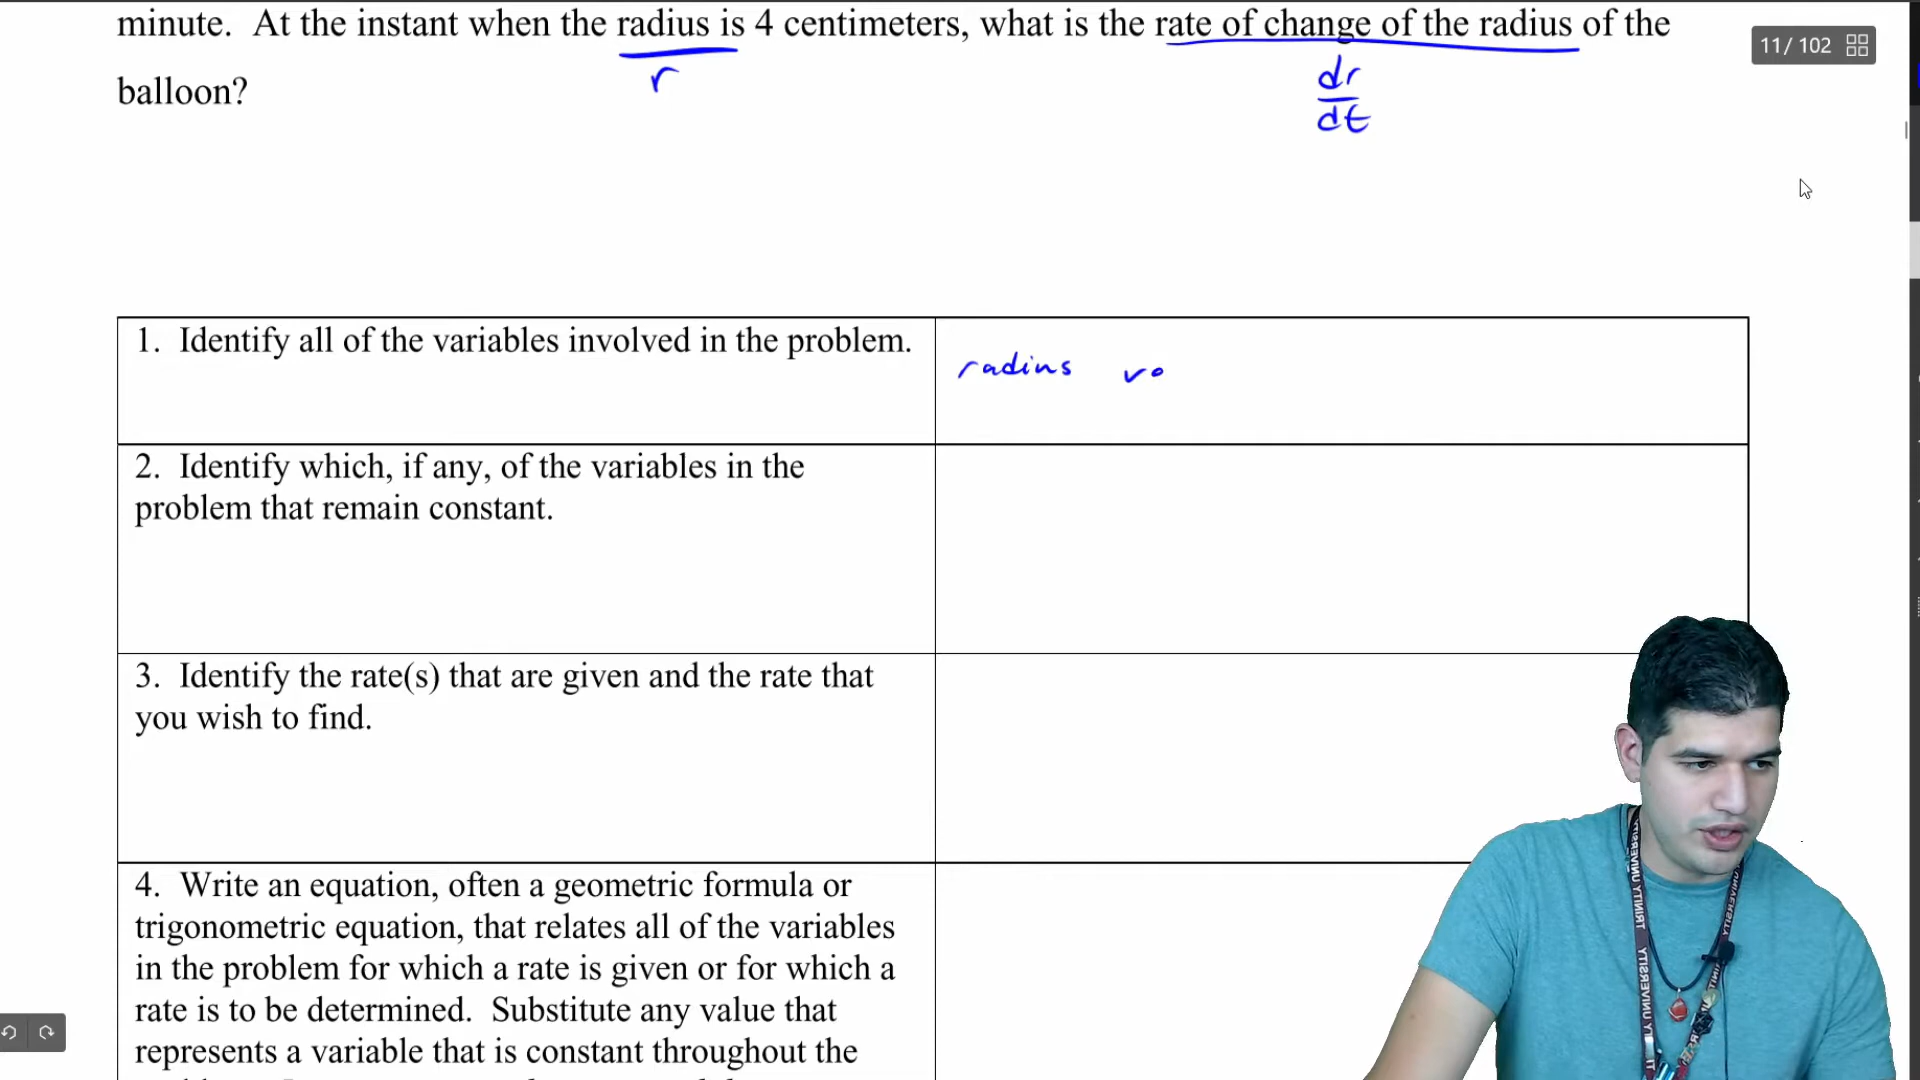 minute. At the instant when the radius is 4 centimeters, what is the rate of change of the radius of the
11 / 102
r
dr
dt
balloon?
1. Identify all of the variables involved in the problem.
radius vo
2. Identify which, if any, of the variables in the
problem that remain constant.
3. Identify the rate(s) that are given and the rate that
you wish to find.
4. Write an equation, often a geometric formula or
trigonometric equation, that relates all of the variables
in the problem for which a rate is given or for which a
rate is to be determined. Substitute any value that
represents a variable that is constant throughout the
TRINITY UNIVERSITY